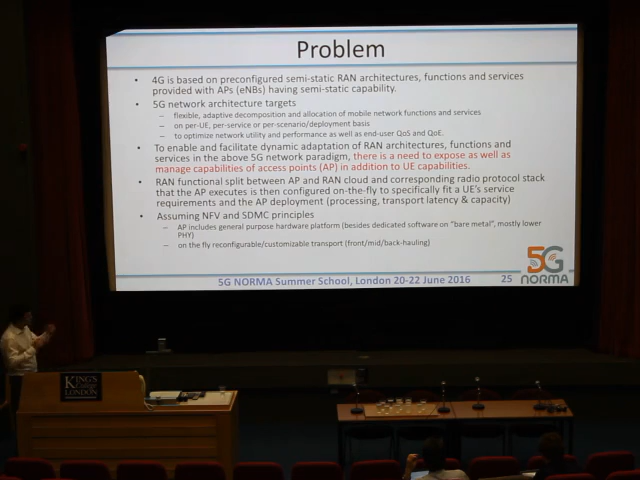 Problem
• 4G is based on preconfigured semi-static RAN architectures, functions and services
provided with APs (eNBs) having semi-static capability.
• 5G network architecture targets
– flexible, adaptive decomposition and allocation of mobile network functions and services
– on per-UE, per-service or per-scenario/deployment basis
– to optimize network utility and performance as well as end-user QoS and QoE.
• To enable and facilitate dynamic adaptation of RAN architectures, functions and
services in the above 5G network paradigm, there is a need to expose as well as
manage capabilities of access points (AP) in addition to UE capabilities.
• RAN functional split between AP and RAN cloud and corresponding radio protocol stack
that the AP executes is then configured on-the-fly to specifically fit a UE's service
requirements and the AP deployment (processing, transport latency & capacity)
• Assuming NFV and SDMC principles
– AP includes general purpose hardware platform (besides dedicated software on "bare metal", mostly lower
PHY)
– on the fly reconfigurable/customizable transport (front/mid/back-hauling)
5G NORMA Summer School, London 20-22 June 2016
25
5G
NORMA
KING'S
College
LONDON